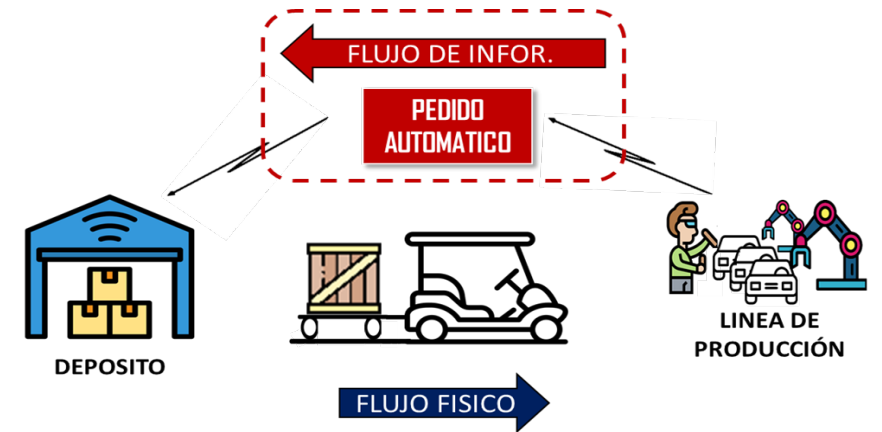 FLUJO DE INFOR.
PEDIDO
AUTOMATICO
DEPOSITO
LINEA DE
PRODUCCIÓN
FLUJO FISICO